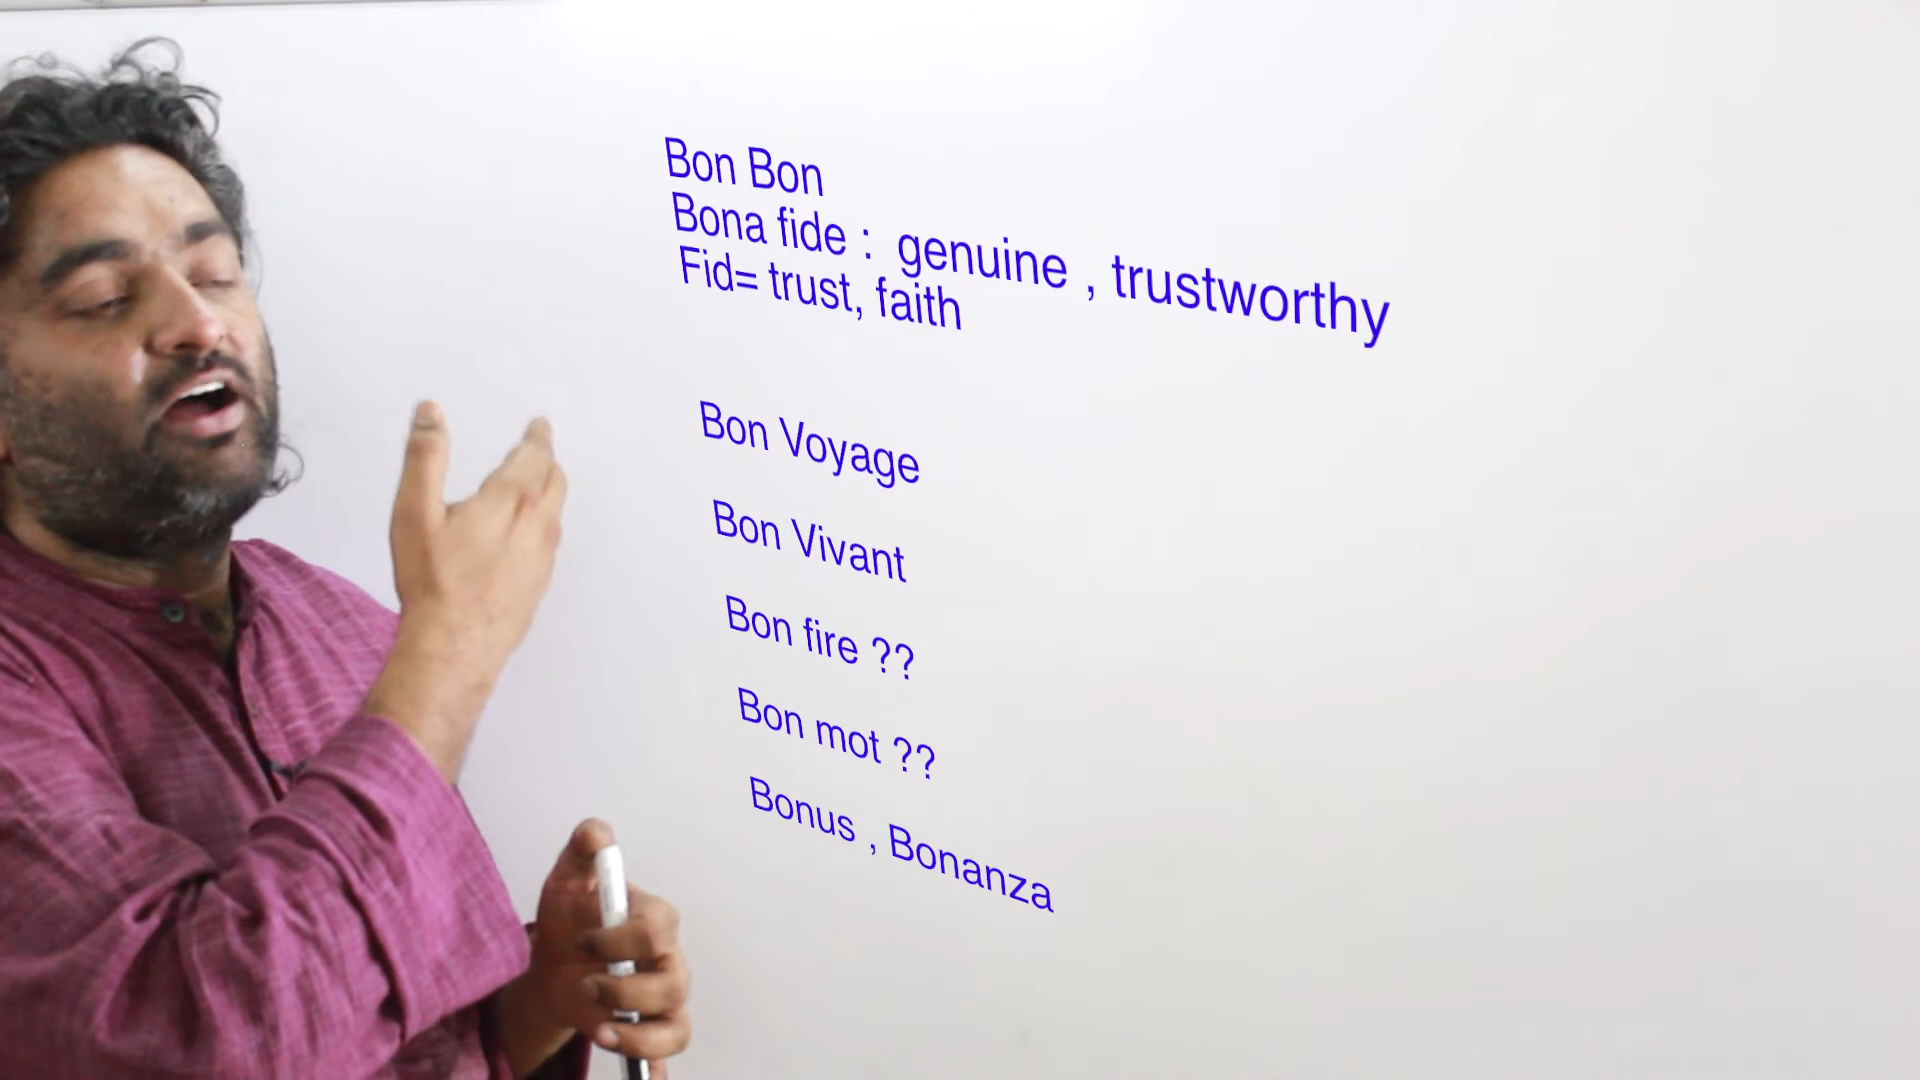 Bon Bon
Bona fide : genuine , trustworthy
Fid= trust, faith
Bon Voyage
Bon Vivant
Bon fire ??
Bon mot ??
Bonus , Bonanza